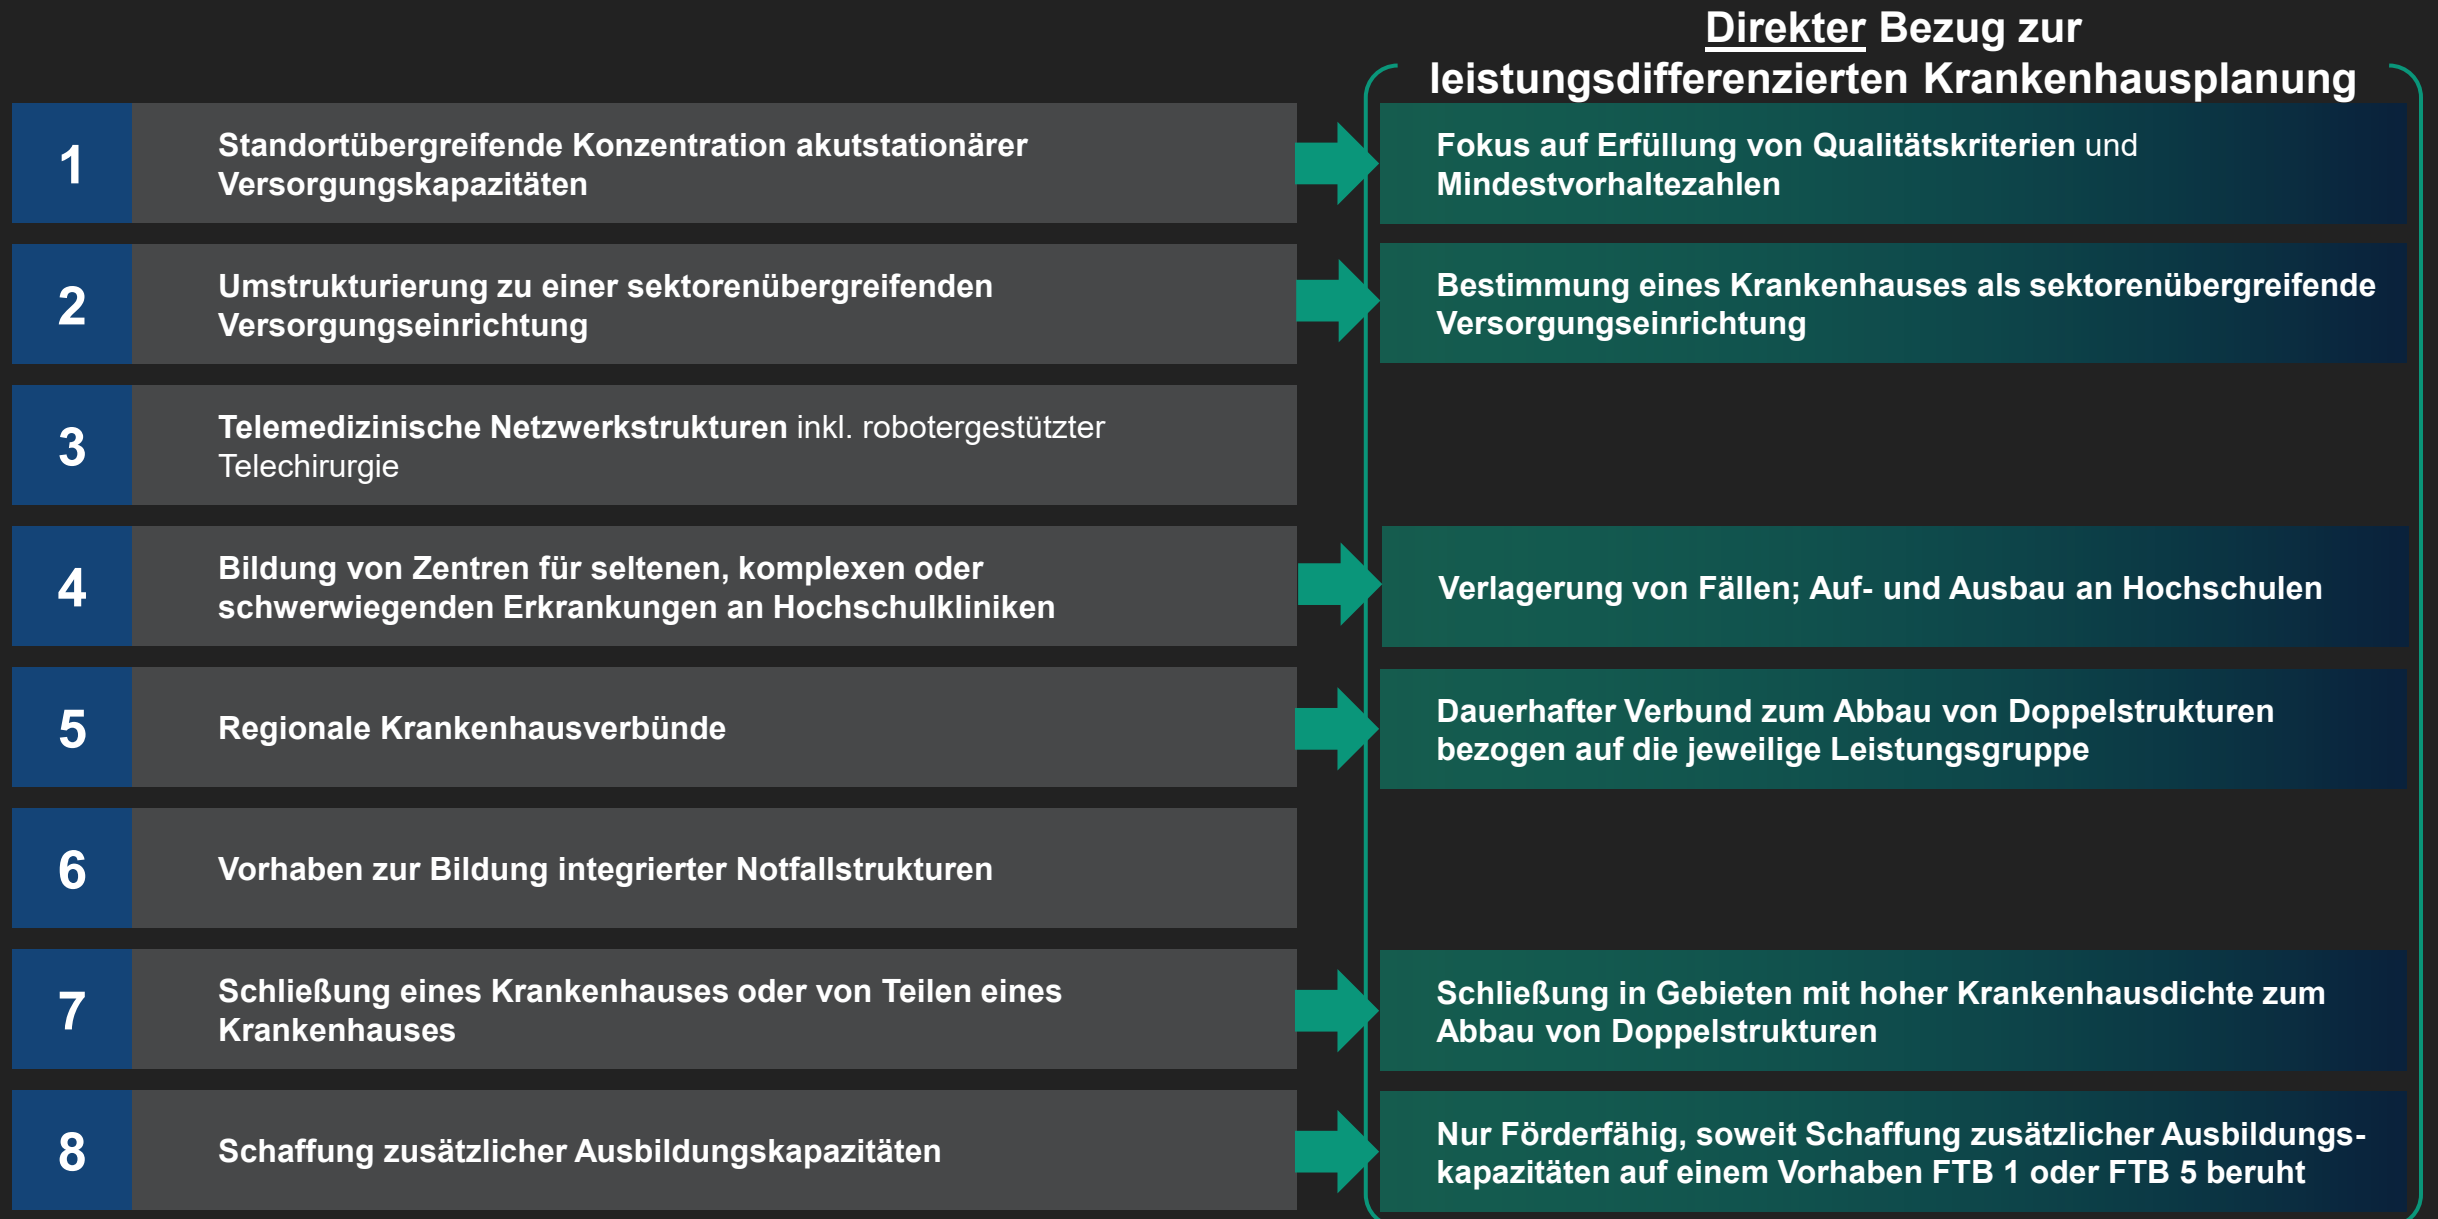 Direkter Bezug zur
leistungsdifferenzierten Krankenhausplanung
1
Standortübergreifende Konzentration akutstationärer
Versorgungskapazitäten
Fokus auf Erfüllung von Qualitätskriterien und
Mindestvorhaltezahlen
2
Umstrukturierung zu einer sektorenübergreifenden
Versorgungseinrichtung
Bestimmung eines Krankenhauses als sektorenübergreifende
Versorgungseinrichtung
3
Telemedizinische Netzwerkstrukturen inkl. robotergestützter
Telechirurgie
4
Bildung von Zentren für seltenen, komplexen oder
schwerwiegenden Erkrankungen an Hochschulkliniken
Verlagerung von Fällen; Auf- und Ausbau an Hochschulen
5
Regionale Krankenhausverbünde
Dauerhafter Verbund zum Abbau von Doppelstrukturen
bezogen auf die jeweilige Leistungsgruppe
6
Vorhaben zur Bildung integrierter Notfallstrukturen
7
Schließung eines Krankenhauses oder von Teilen eines
Krankenhauses
Schließung in Gebieten mit hoher Krankenhausdichte zum
Abbau von Doppelstrukturen
8
Schaffung zusätzlicher Ausbildungskapazitäten
Nur Förderfähig, soweit Schaffung zusätzlicher Ausbildungs-
kapazitäten auf einem Vorhaben FTB 1 oder FTB 5 beruht